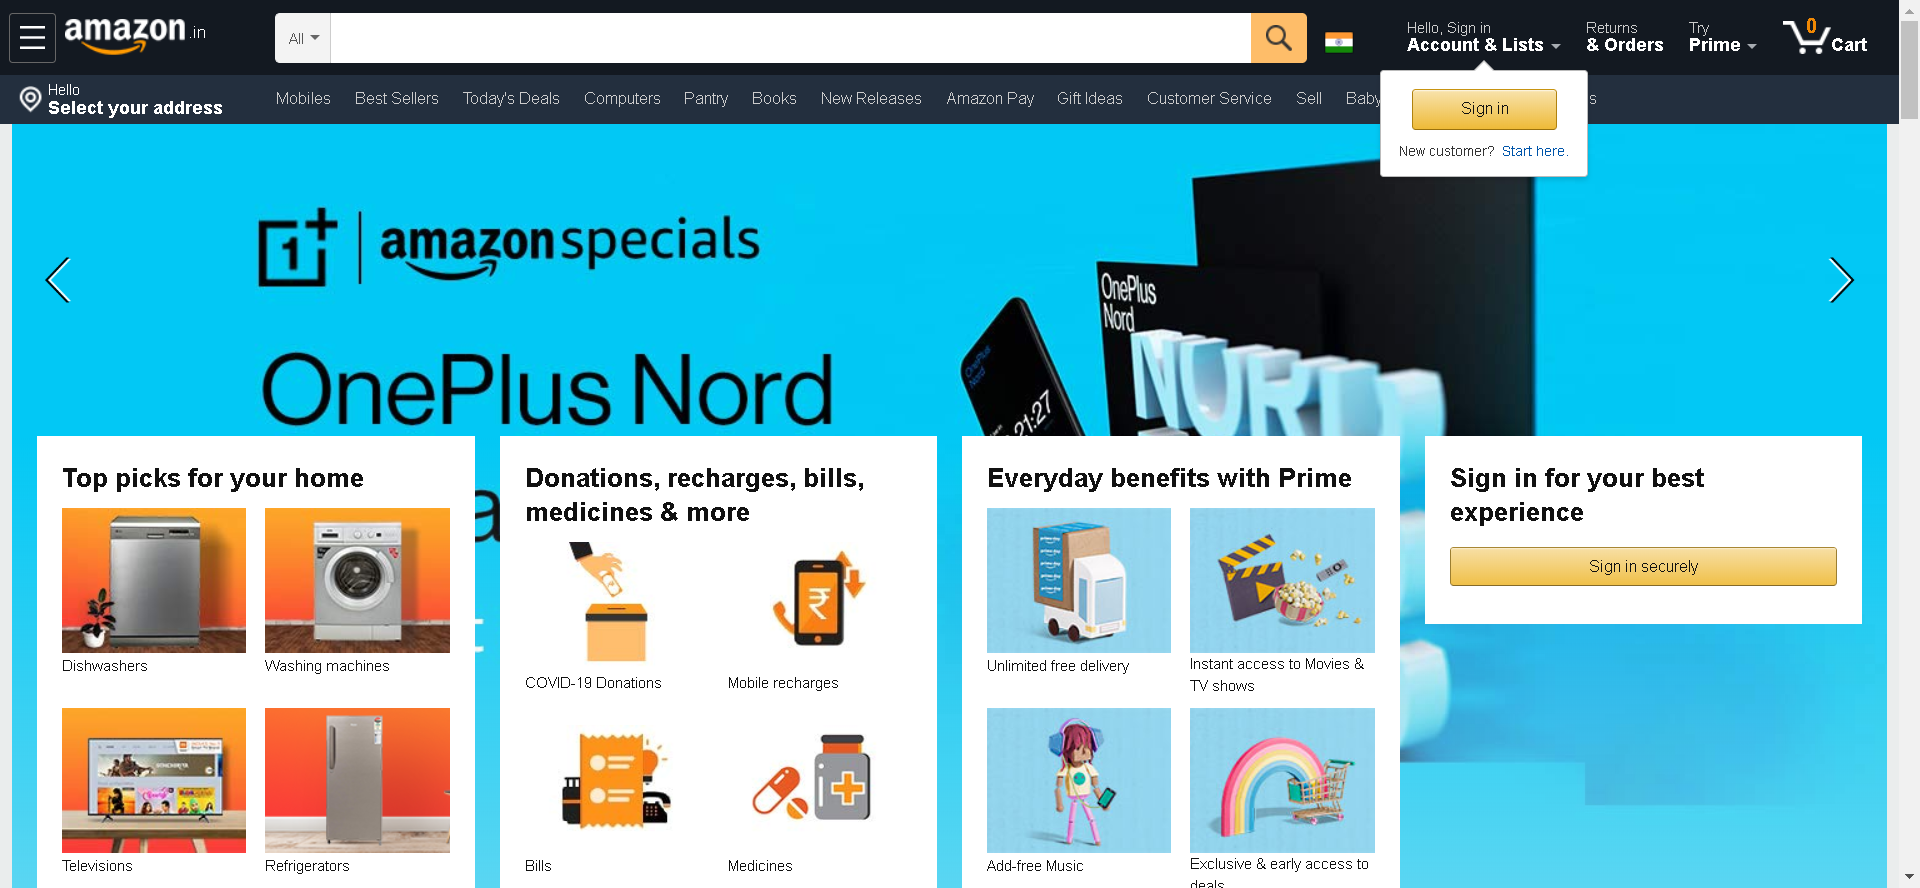 amazon.in
All
Hello, Sign in
Account & Lists
Returns
& Orders
Try
Prime
0
Cart
Hello
Select your address
Mobiles
Best Sellers
Today's Deals
Computers
Pantry
Books
New Releases
Amazon Pay
Gift Ideas
Customer Service
Sell
Baby
Sign in
New customer? Start here.
1+ | amazon specials
OnePlus Nord
OnePlus
Nord
NORD
21:27
Top picks for your home
Dishwashers
Washing machines
Televisions
Refrigerators
Donations, recharges, bills,
medicines & more
COVID-19 Donations
Mobile recharges
Bills
Medicines
Everyday benefits with Prime
Unlimited free delivery
Instant access to Movies &
TV shows
Add-free Music
Exclusive & early access to
deals
Sign in for your best
experience
Sign in securely